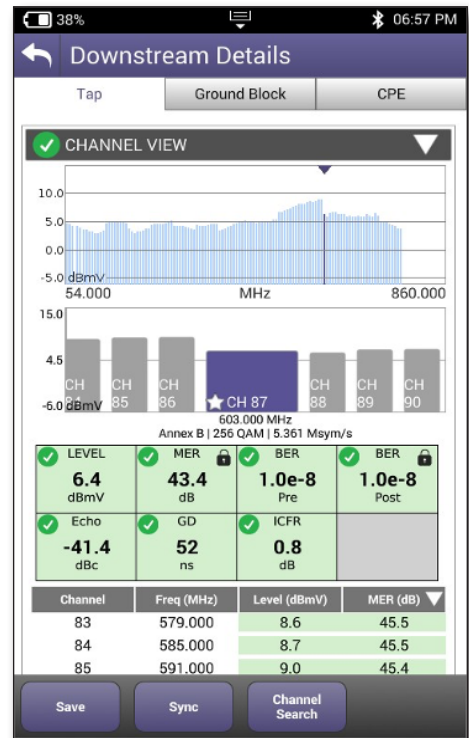 38%
06:57 PM
Downstream Details
Tap Ground Block CPE
CHANNEL VIEW
10.0
5.0
0.0
-5.0 dBmV
54.000 MHz 860.000
15.0
4.5
-6.0 dBmV
CH 84 CH 85 CH 86 CH 87 CH 88 CH 89 CH 90
603.000 MHz
Annex B | 256 QAM | 5.361 Msym/s
LEVEL MER BER BER
6.4 43.4 1.0e-8 1.0e-8
dBmV dB Pre Post
Echo GD ICFR
-41.4 52 0.8
dBc ns dB
Channel Freq (MHz) Level (dBmV) MER (dB)
83 579.000 8.6 45.5
84 585.000 8.7 45.5
85 591.000 9.0 45.4
Save Sync Channel
Search